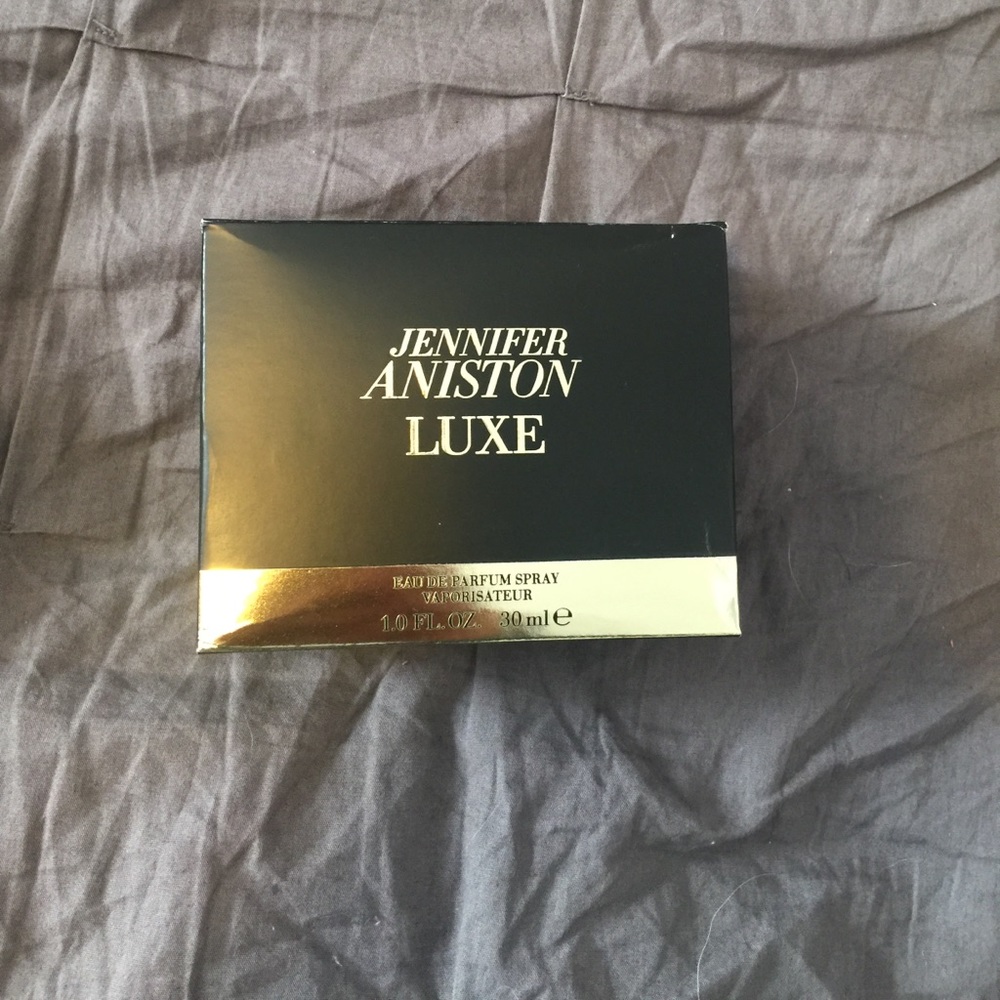 JENNIFER
ANISTON
LUXE
EAU DE PARFUM SPRAY
VAPORISATEUR
1.0 FL. OZ. 30 ml ℮